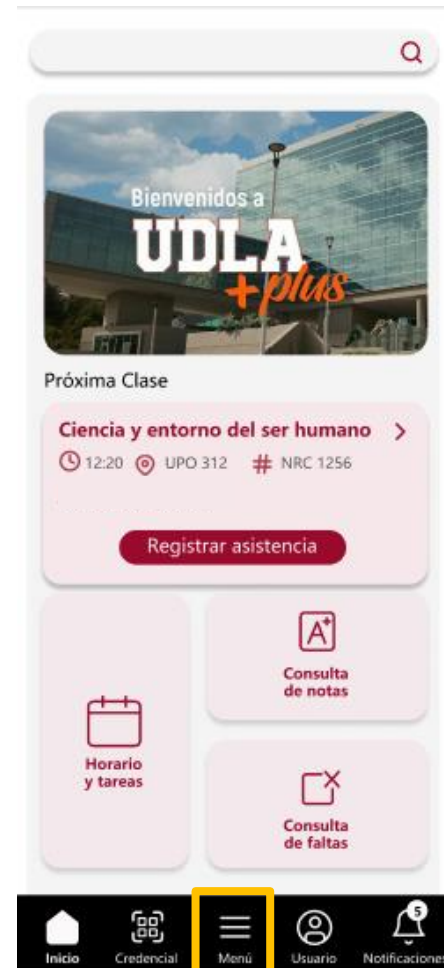 Bienvenidos a
UDLA
+plus
Próxima Clase
Ciencia y entorno del ser humano
12:20 UPO 312 # NRC 1256
Registrar asistencia
A+
Consulta
de notas
Horario
y tareas
Consulta
de faltas
5
Inicio Credencial Menú Usuario Notificaciones